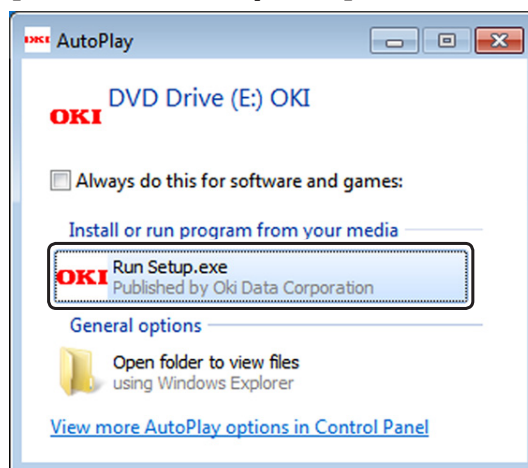 OKI AutoPlay
DVD Drive (E:) OKI
OKI
Always do this for software and games:
Install or run program from your media
OKI Run Setup.exe
Published by Oki Data Corporation
General options
Open folder to view files
using Windows Explorer
View more AutoPlay options in Control Panel